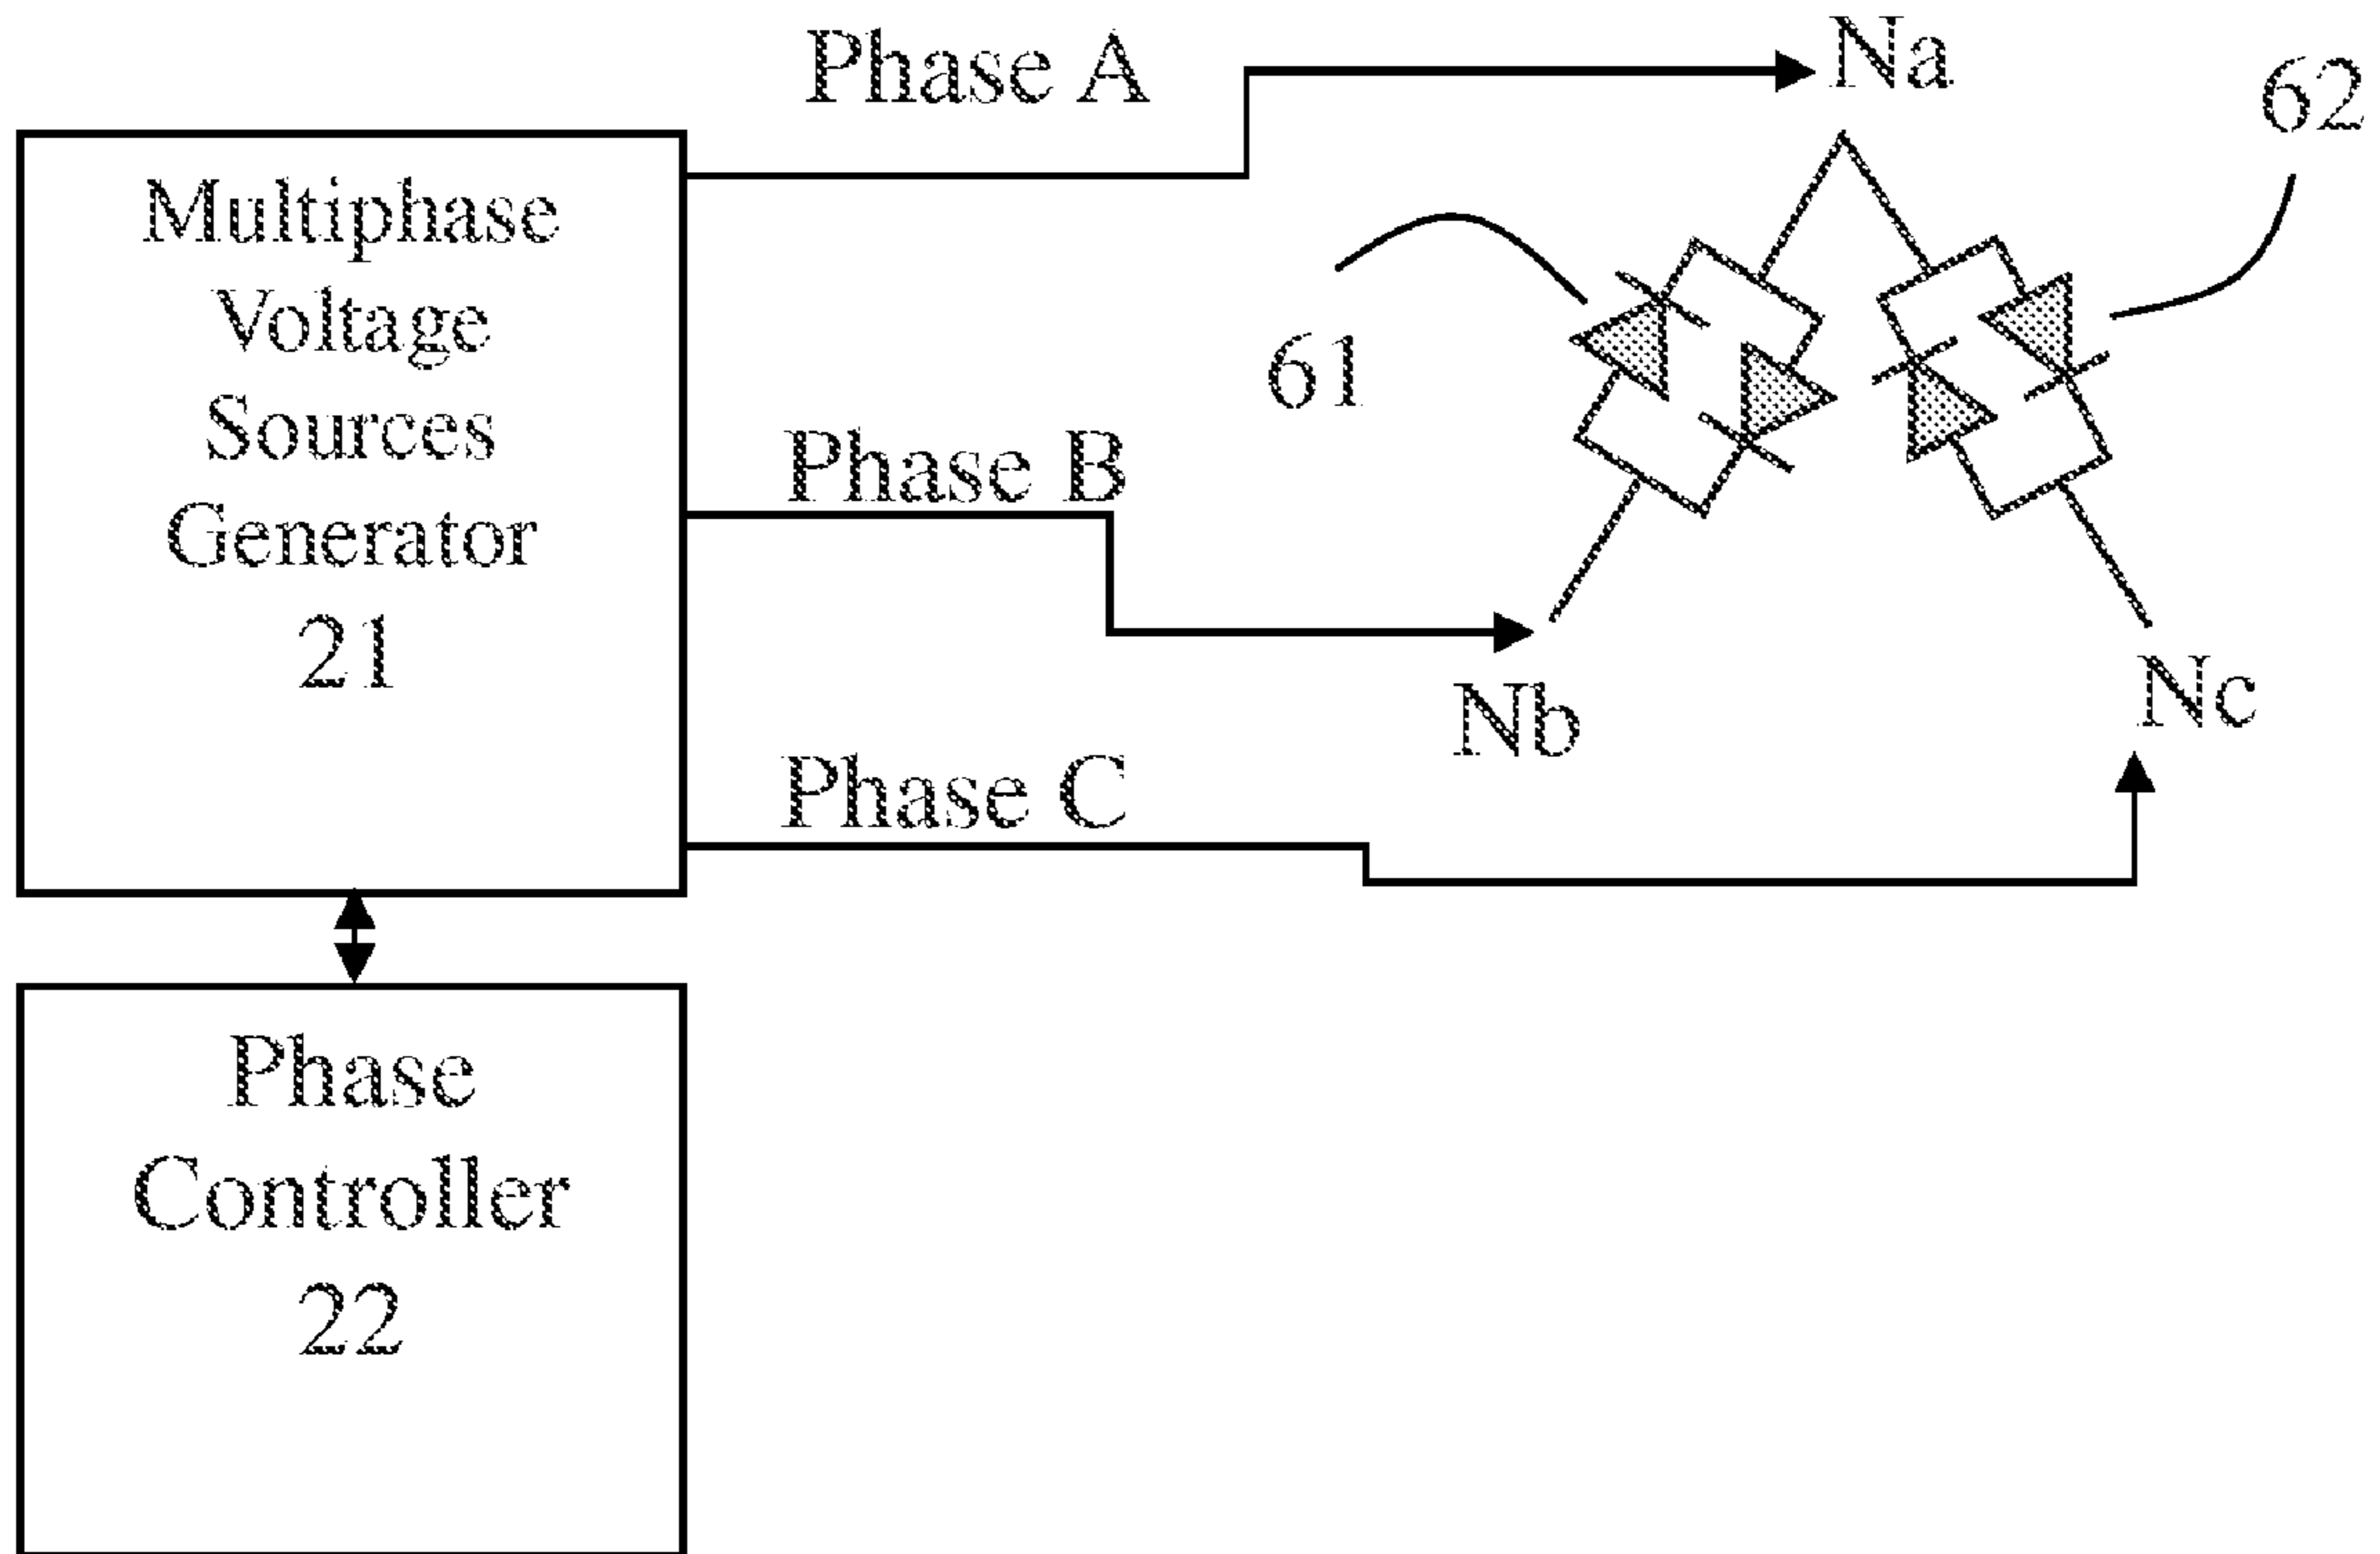 Phase A
Na
62
Multiphase
Voltage
Sources
Generator
21
61
Phase B
Nb
Nc
Phase C
Phase
Controller
22